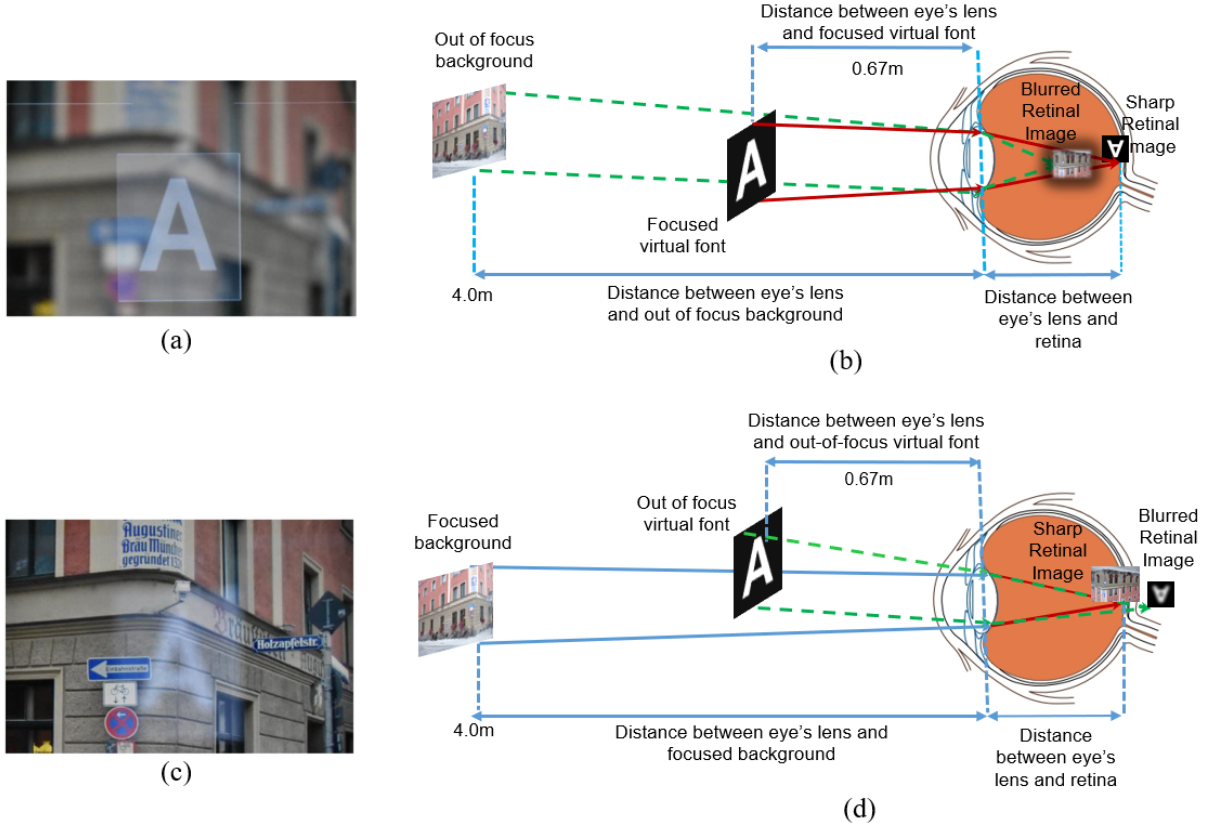 Distance between eye's lens
and focused virtual font
0.67m
Out of focus
background
Blurred
Retinal
Image
Sharp
Retinal
Image
A
A
A
Focused
virtual font
4.0m
Distance between eye's lens
and out of focus background
Distance between
eye's lens and
retina
(a)
(b)
Distance between eye's lens
and out-of-focus virtual font
0.67m
Out of focus
virtual font
Focused
background
Sharp
Retinal
Image
Blurred
Retinal
Image
A
A
Augustiner
Bräu München
gegründet 1328
Holzapfelstr.
Einbahnstraße
4.0m
Distance between eye's lens and
focused background
Distance
between eye's
lens and retina
(c)
(d)